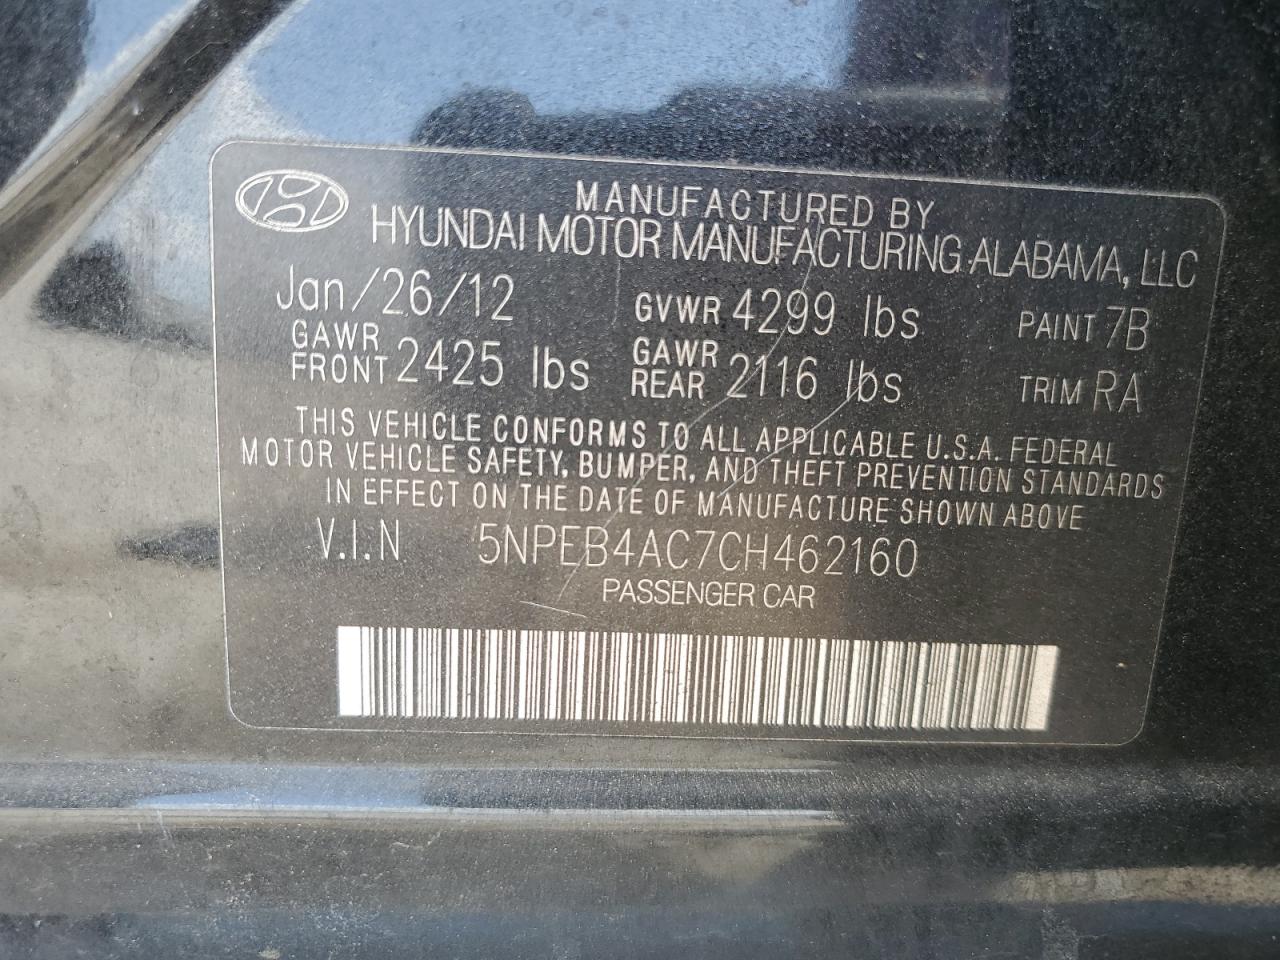 MANUFACTURED BY
HYUNDAI MOTOR MANUFACTURING ALABAMA, LLC
Jan/26/12 GVWR 4299 lbs PAINT 7B
GAWR FRONT 2425 lbs GAWR REAR 2116 lbs TRIM RA
THIS VEHICLE CONFORMS TO ALL APPLICABLE U.S.A. FEDERAL
MOTOR VEHICLE SAFETY, BUMPER, AND THEFT PREVENTION STANDARDS
IN EFFECT ON THE DATE OF MANUFACTURE SHOWN ABOVE
V.I.N 5NPEB4AC7CH462160
PASSENGER CAR